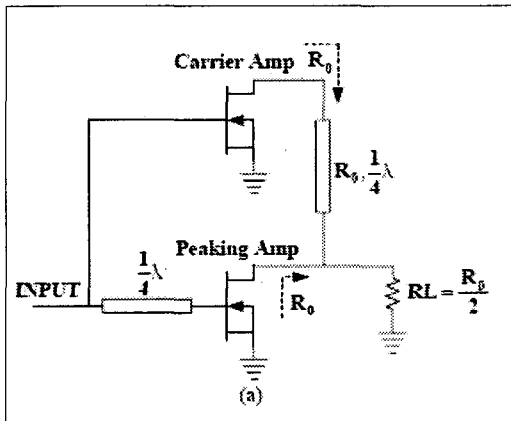 Carrier Amp
R₀
R₀, 1/4 λ
Peaking Amp
1/4 λ
INPUT
R₀
RL = R₀/2
(a)